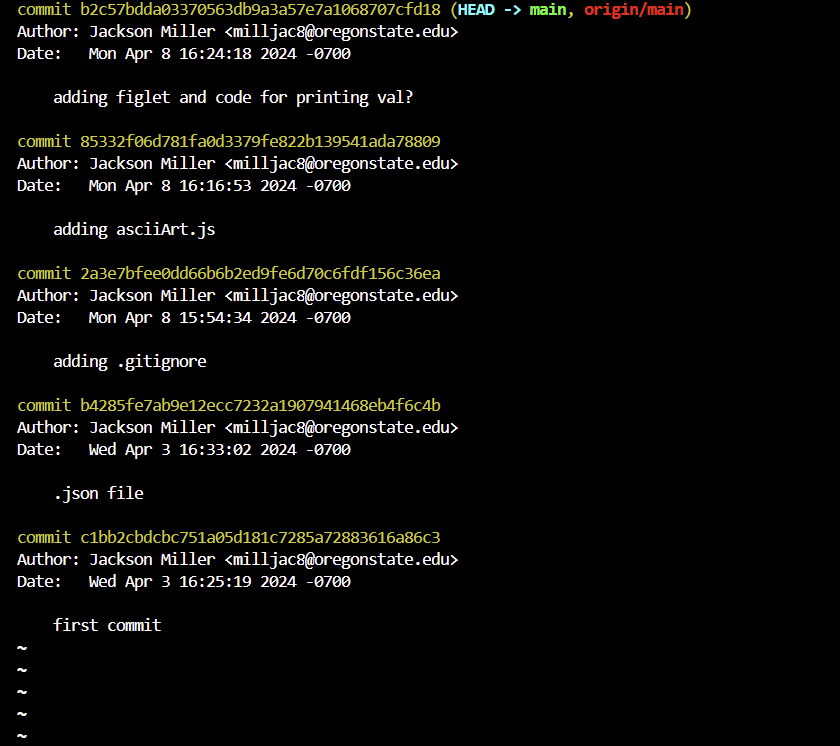 commit b2c57bdda03370563db9a3a57e7a1068707cfd18 (HEAD -> main, origin/main)
Author: Jackson Miller <milljac8@oregonstate.edu>
Date:   Mon Apr 8 16:24:18 2024 -0700
    adding figlet and code for printing val?
commit 85332f06d781fa0d3379fe822b139541ada78809
Author: Jackson Miller <milljac8@oregonstate.edu>
Date:   Mon Apr 8 16:16:53 2024 -0700
    adding asciiArt.js
commit 2a3e7bfee0dd66b6b2ed9fe6d70c6fdf156c36ea
Author: Jackson Miller <milljac8@oregonstate.edu>
Date:   Mon Apr 8 15:54:34 2024 -0700
    adding .gitignore
commit b4285fe7ab9e12ecc7232a1907941468eb4f6c4b
Author: Jackson Miller <milljac8@oregonstate.edu>
Date:   Wed Apr 3 16:33:02 2024 -0700
    .json file
commit c1bb2cbdcbc751a05d181c7285a72883616a86c3
Author: Jackson Miller <milljac8@oregonstate.edu>
Date:   Wed Apr 3 16:25:19 2024 -0700
    first commit
~
~
~
~
~